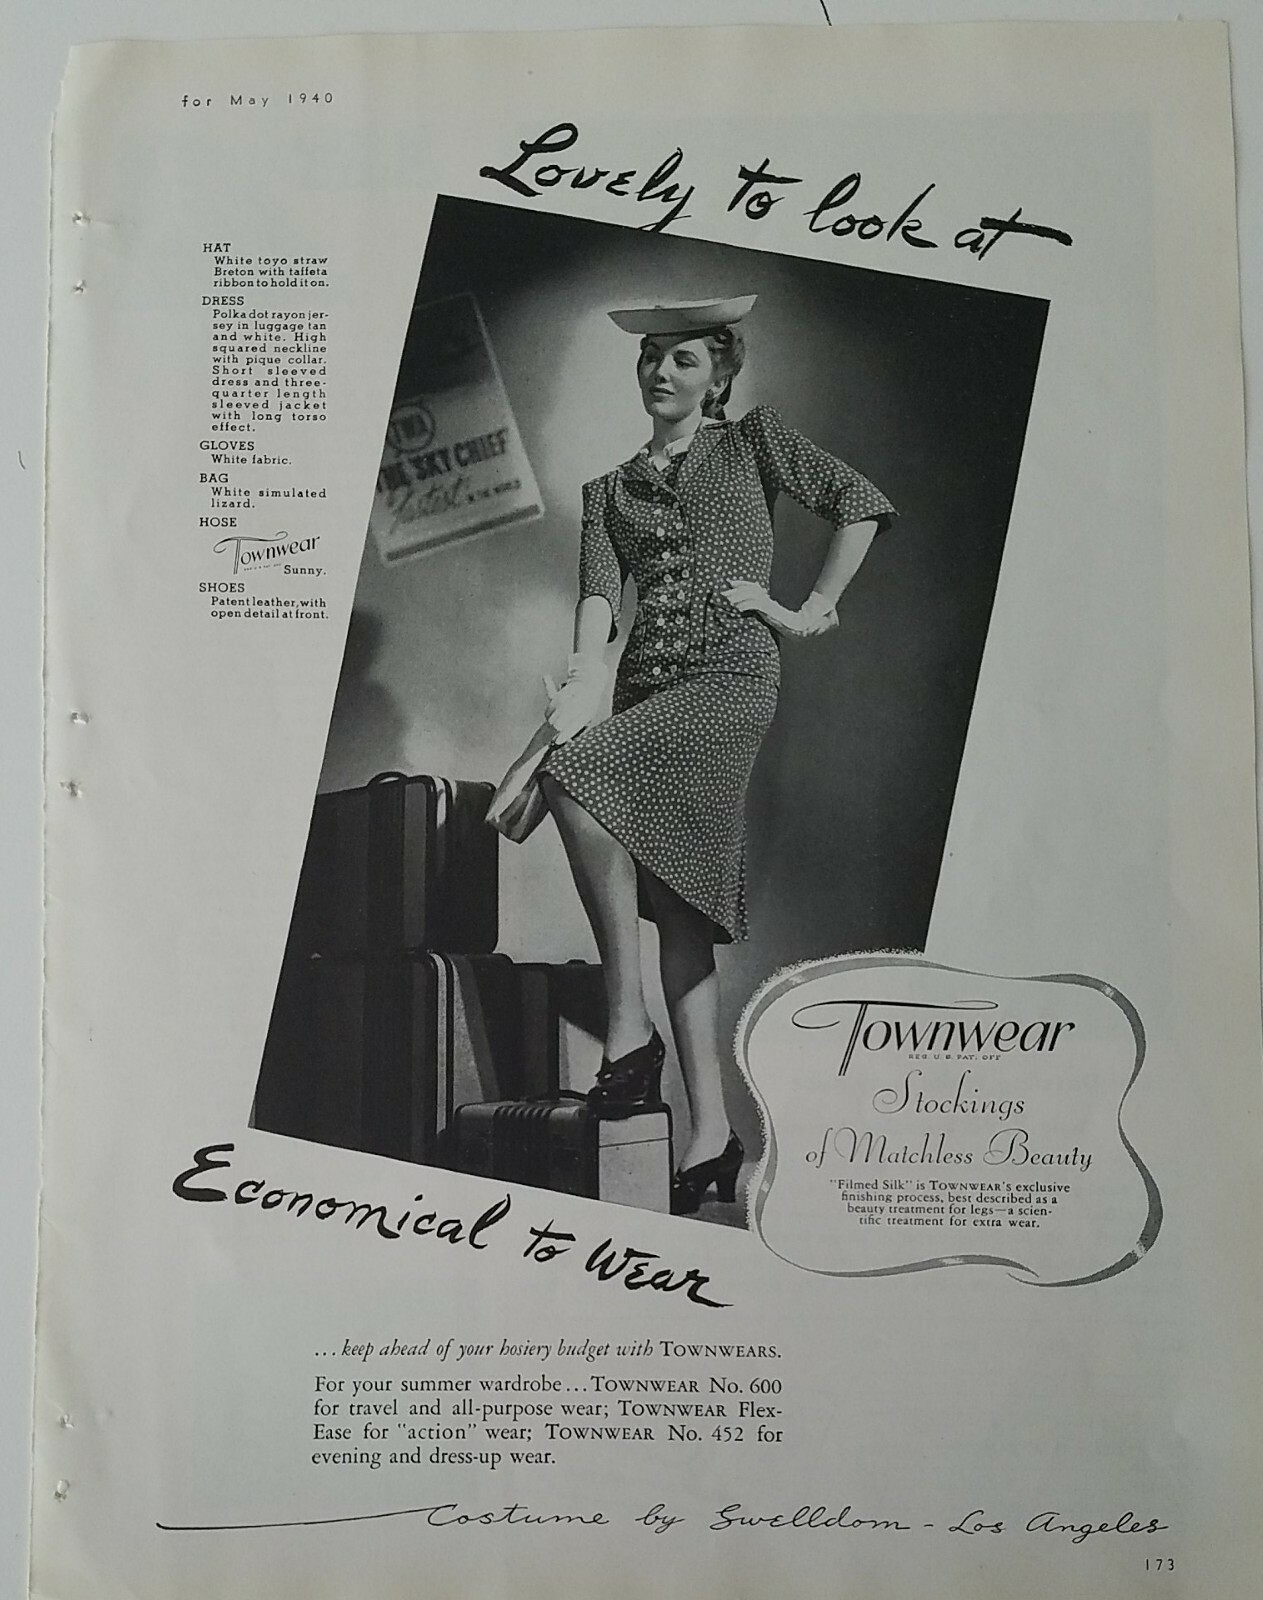 for May 1940
Lovely to look at
HAT
White toyo straw
Breton with taffeta
ribbon to hold it on.
DRESS
Polka dot rayon jer-
sey in luggage tan
and white. High
squared neckline
with pique collar.
Short sleeved
dress and three-
quarter length
sleeved jacket
with long torso
effect.
GLOVES
White fabric.
BAG
White simulated
lizard.
HOSE
Townwear
Sunny.
SHOES
Patent leather, with
open detail at front.
TWA
THE SKY CHIEF
Fastest IN THE WORLD
Townwear
REG. U. S. PAT. OFF
Stockings
of Matchless Beauty
"Filmed Silk" is TOWNWEAR'S exclusive
finishing process, best described as a
beauty treatment for legs—a scien-
tific treatment for extra wear.
Economical to Wear
...keep ahead of your hosiery budget with TOWNWEARS.
For your summer wardrobe...TOWNWEAR No. 600
for travel and all-purpose wear; TOWNWEAR Flex-
Ease for "action" wear; TOWNWEAR No. 452 for
evening and dress-up wear.
Costume by Swelldom - Los Angeles
173